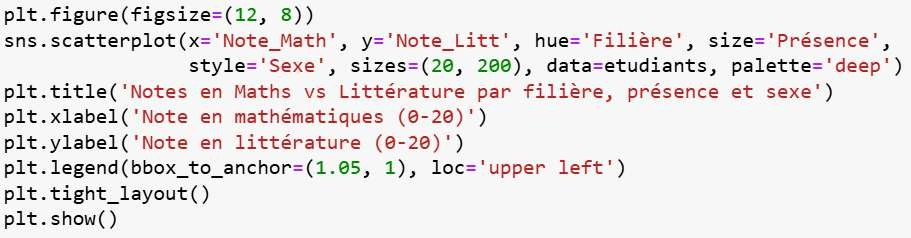 plt.figure(figsize=(12, 8))
sns.scatterplot(x='Note_Math', y='Note_Litt', hue='Filière', size='Présence',
                style='Sexe', sizes=(20, 200), data=etudiants, palette='deep')
plt.title('Notes en Maths vs Littérature par filière, présence et sexe')
plt.xlabel('Note en mathématiques (0-20)')
plt.ylabel('Note en littérature (0-20)')
plt.legend(bbox_to_anchor=(1.05, 1), loc='upper left')
plt.tight_layout()
plt.show()